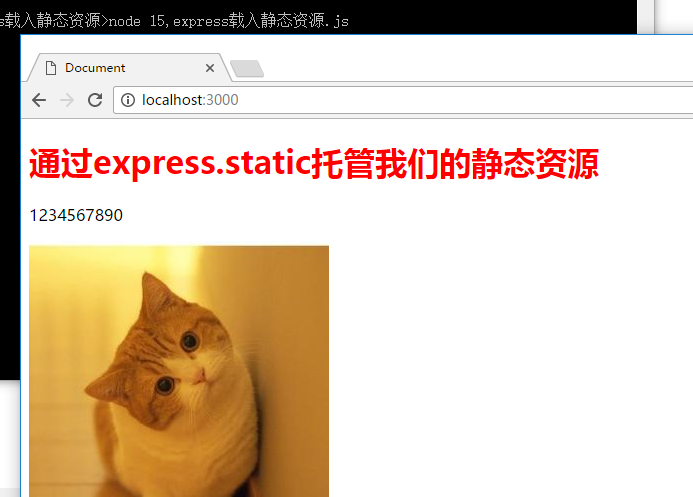 s载入静态资源>node 15,express载入静态资源.js
Document
localhost:3000
通过express.static托管我们的静态资源
1234567890